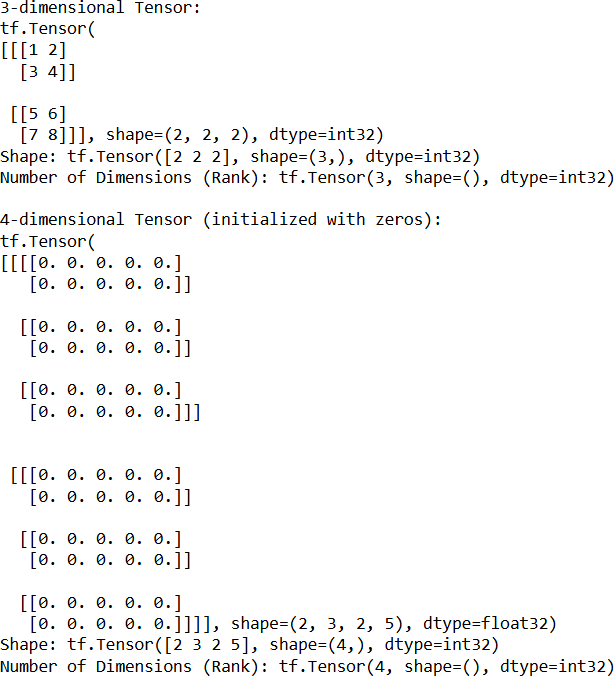 3-dimensional Tensor:
tf.Tensor(
[[[1 2]
  [3 4]]

 [[5 6]
  [7 8]]], shape=(2, 2, 2), dtype=int32)
Shape: tf.Tensor([2 2 2], shape=(3,), dtype=int32)
Number of Dimensions (Rank): tf.Tensor(3, shape=(), dtype=int32)

4-dimensional Tensor (initialized with zeros):
tf.Tensor(
[[[[0. 0. 0. 0. 0.]
   [0. 0. 0. 0. 0.]]

  [[0. 0. 0. 0. 0.]
   [0. 0. 0. 0. 0.]]

  [[0. 0. 0. 0. 0.]
   [0. 0. 0. 0. 0.]]]


 [[[0. 0. 0. 0. 0.]
   [0. 0. 0. 0. 0.]]

  [[0. 0. 0. 0. 0.]
   [0. 0. 0. 0. 0.]]

  [[0. 0. 0. 0. 0.]
   [0. 0. 0. 0. 0.]]]], shape=(2, 3, 2, 5), dtype=float32)
Shape: tf.Tensor([2 3 2 5], shape=(4,), dtype=int32)
Number of Dimensions (Rank): tf.Tensor(4, shape=(), dtype=int32)